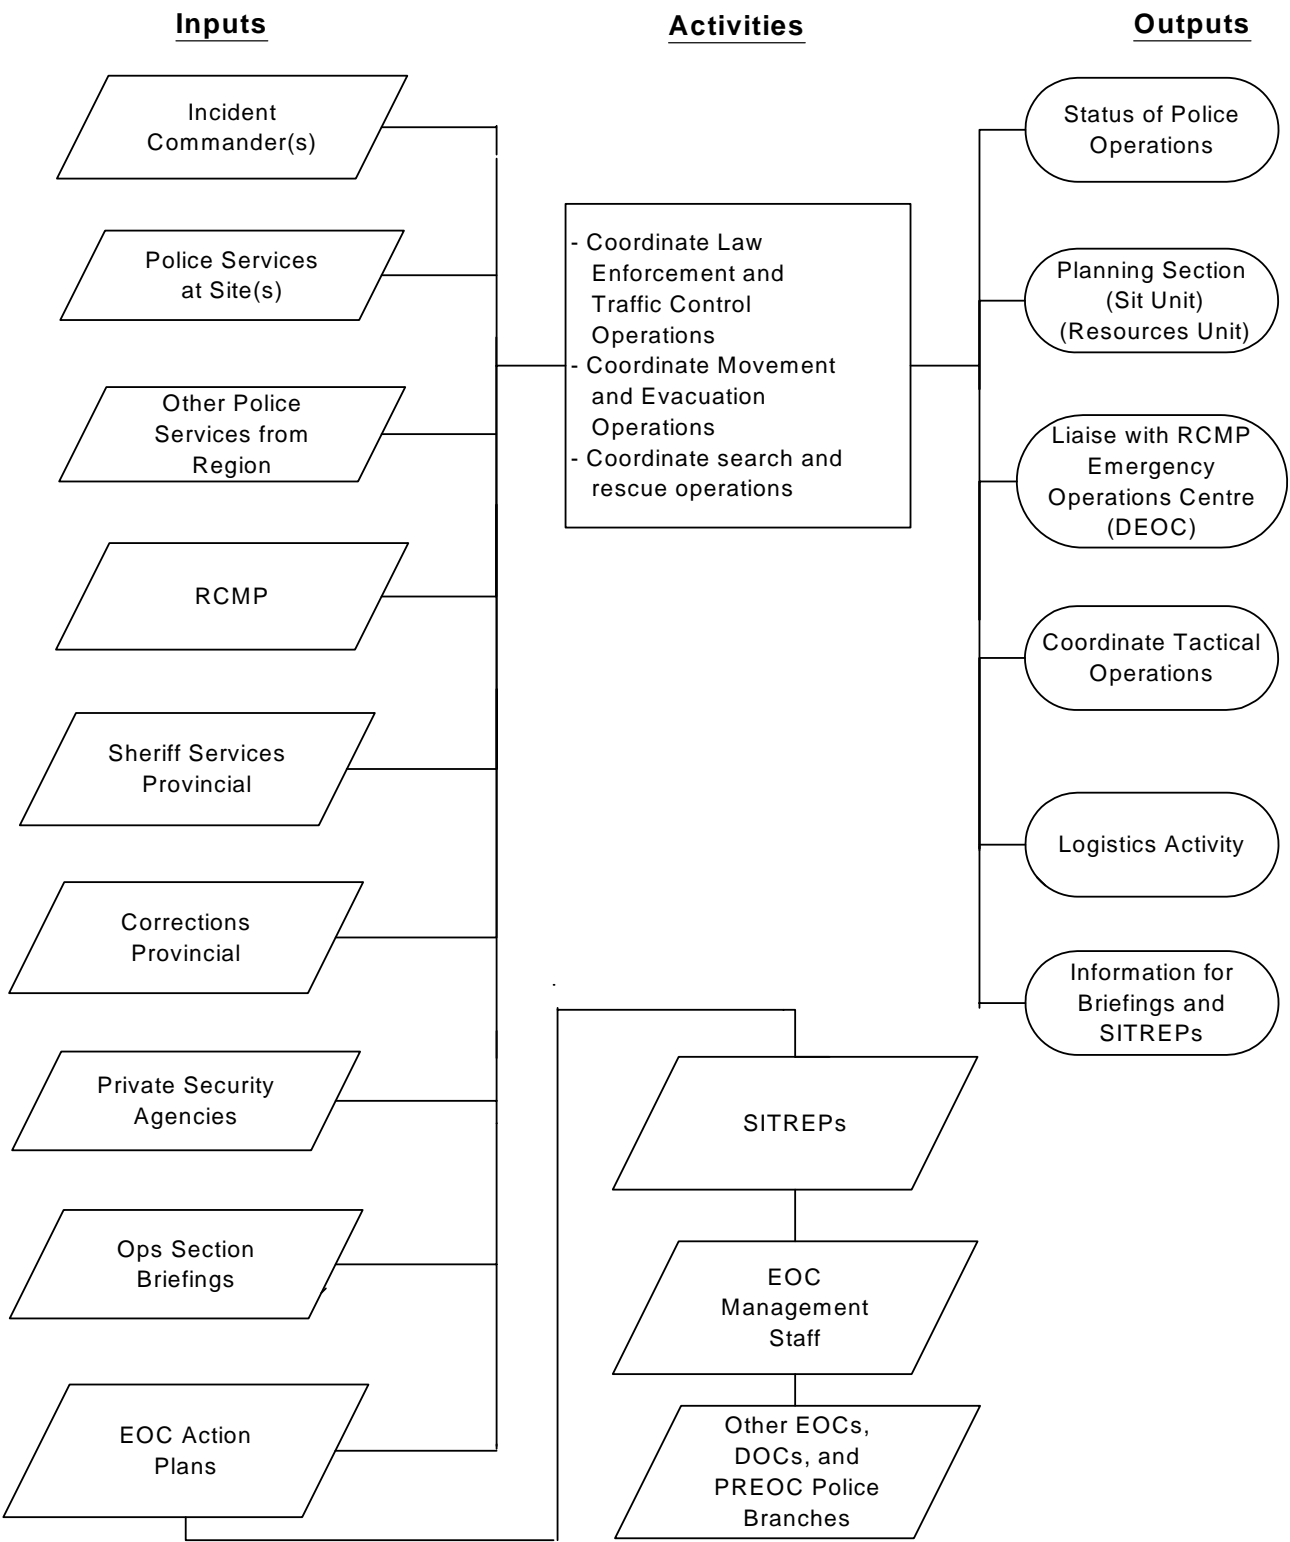 Inputs
Activities
Outputs
Incident
Commander(s)
Police Services
at Site(s)
Other Police
Services from
Region
RCMP
Sheriff Services
Provincial
Corrections
Provincial
Private Security
Agencies
Ops Section
Briefings
EOC Action
Plans
- Coordinate Law
Enforcement and
Traffic Control
Operations
- Coordinate Movement
and Evacuation
Operations
- Coordinate search and
rescue operations
SITREPs
EOC
Management
Staff
Other EOCs,
DOCs, and
PREOC Police
Branches
Status of Police
Operations
Planning Section
(Sit Unit)
(Resources Unit)
Liaise with RCMP
Emergency
Operations Centre
(DEOC)
Coordinate Tactical
Operations
Logistics Activity
Information for
Briefings and
SITREPs